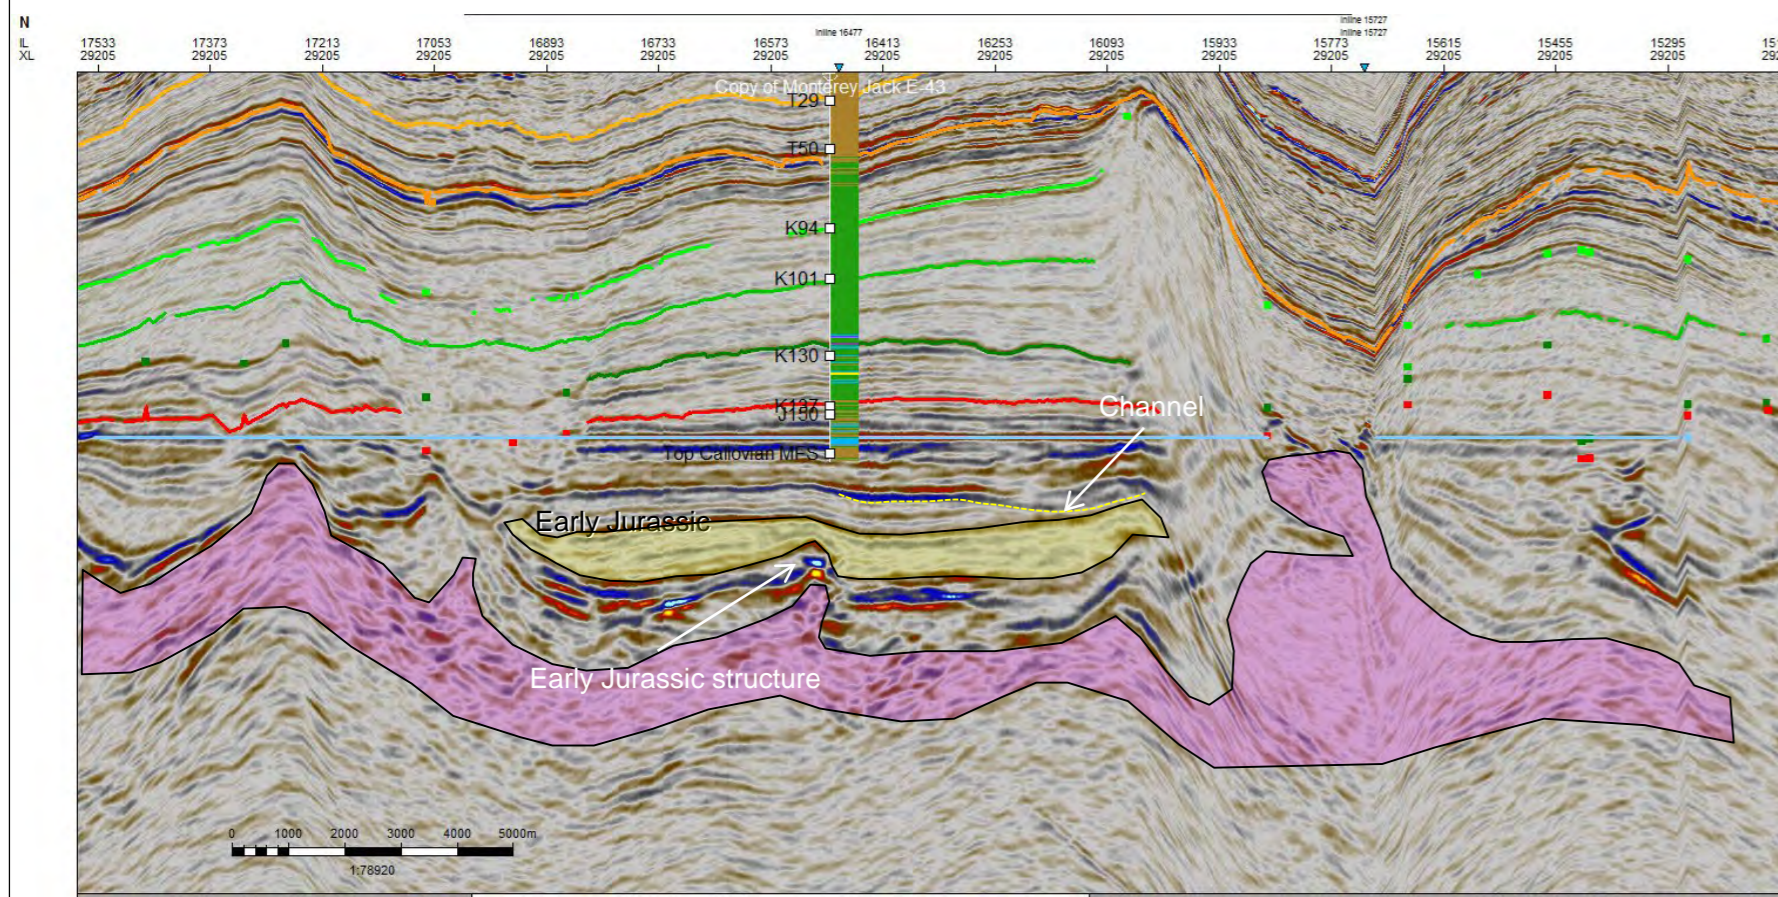 Inline 15727
N
IL 17533 17373 17213 17053 16893 16733 16573 Inline 16477 16413 16253 16093 15933 15773 Inline 15727 15615 15455 15295
XL 29205 29205 29205 29205 29205 29205 29205 29205 29205 29205 29205 29205 29205 29205 29205
Copy of Monterey Jack E-43
T29
T50
K94
K101
K130
K137
J150
Channel
Top Callovian MFS
Early Jurassic
Early Jurassic structure
0 1000 2000 3000 4000 5000m
1:78920